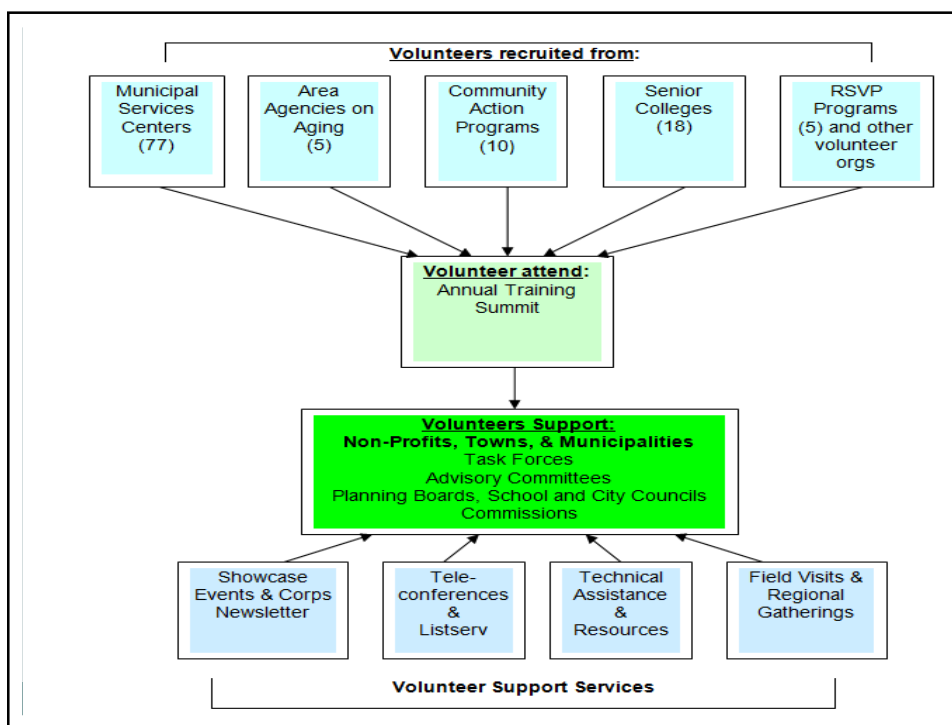 Volunteers recruited from:
Municipal
Services
Centers
(77)
Area
Agencies on
Aging
(5)
Community
Action
Programs
(10)
Senior
Colleges
(18)
RSVP
Programs
(5) and other
volunteer
orgs
Volunteer attend:
Annual Training
Summit
Volunteers Support:
Non-Profits, Towns, & Municipalities
Task Forces
Advisory Committees
Planning Boards, School and City Councils
Commissions
Showcase
Events & Corps
Newsletter
Tele-
conferences
&
Listserv
Technical
Assistance
&
Resources
Field Visits &
Regional
Gatherings
Volunteer Support Services